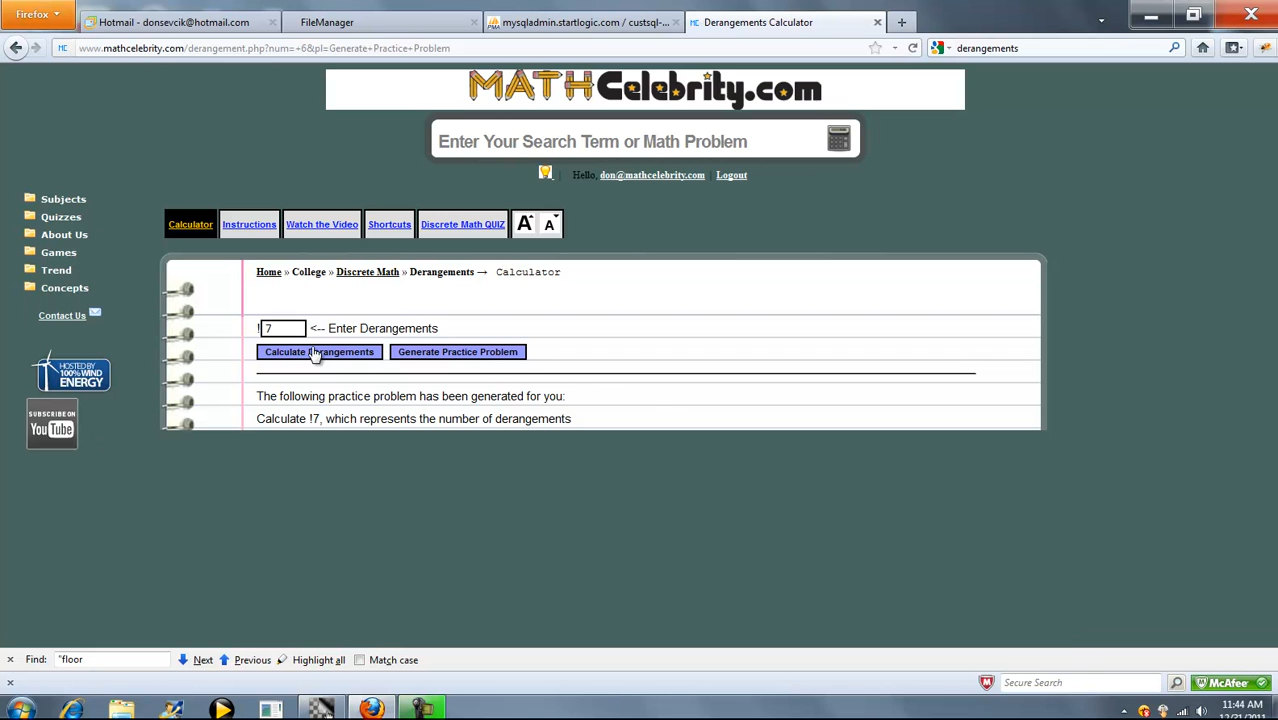 Firefox
Hotmail - donsevcik@hotmail.com
FileManager
mysqladmin.startlogic.com / custsql-...
Derangements Calculator
www.mathcelebrity.com/derangement.php?num=+6&pl=Generate+Practice+Problem
derangements
MATHCelebrity.com
Enter Your Search Term or Math Problem
Hello, don@mathcelebrity.com | Logout
Subjects
Quizzes
About Us
Games
Trend
Concepts
Contact Us
HOSTED BY
100% WIND
ENERGY
SUBSCRIBE ON
YouTube
Calculator
Instructions
Watch the Video
Shortcuts
Discrete Math QUIZ
A A
Home » College » Discrete Math » Derangements → Calculator
!7 <-- Enter Derangements
Calculate Derangements
Generate Practice Problem
The following practice problem has been generated for you:
Calculate !7, which represents the number of derangements
× Find: "floor Next Previous Highlight all Match case
× Secure Search McAfee
11:44 AM
12/31/2011